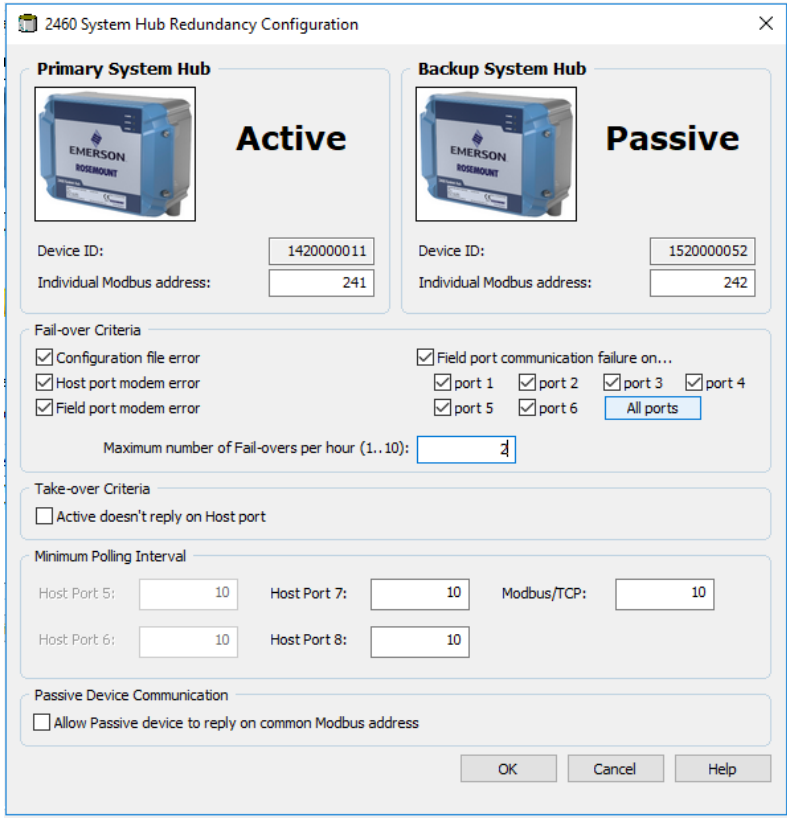 2460 System Hub Redundancy Configuration
Primary System Hub
EMERSON
ROSEMOUNT
Active
Device ID: 1420000011
Individual Modbus address: 241
Backup System Hub
EMERSON
ROSEMOUNT
Passive
Device ID: 1520000052
Individual Modbus address: 242
Fail-over Criteria
Configuration file error
Host port modem error
Field port modem error
Field port communication failure on...
port 1 port 2 port 3 port 4
port 5 port 6 All ports
Maximum number of Fail-overs per hour (1..10): 2
Take-over Criteria
Active doesn't reply on Host port
Minimum Polling Interval
Host Port 5: 10 Host Port 7: 10 Modbus/TCP: 10
Host Port 6: 10 Host Port 8: 10
Passive Device Communication
Allow Passive device to reply on common Modbus address
OK Cancel Help